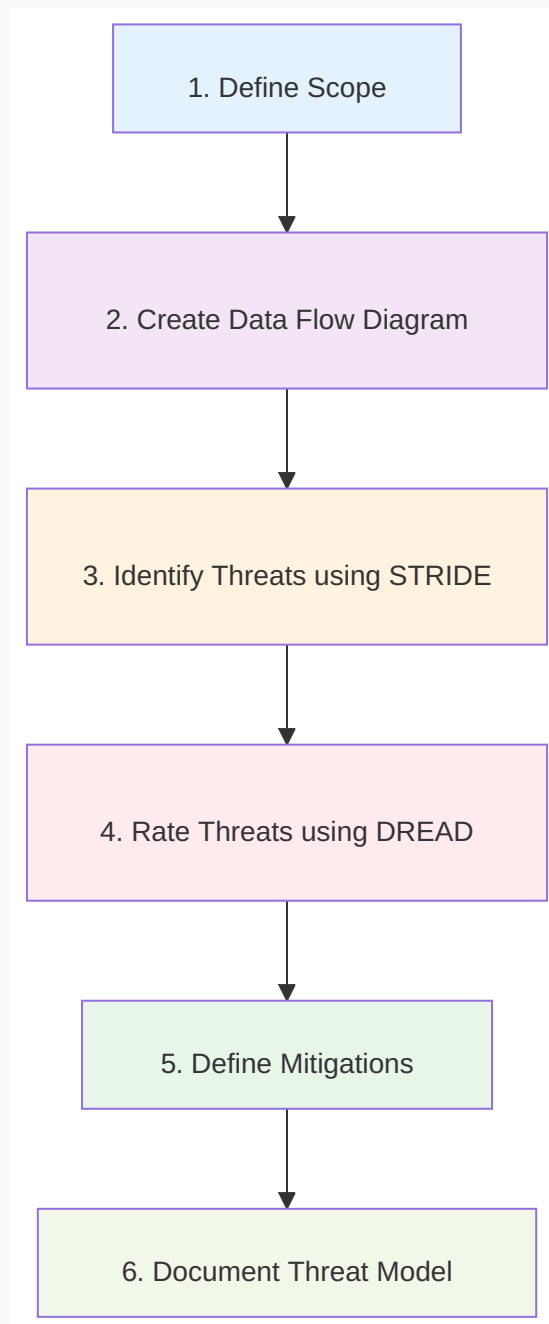 1. Define Scope
2. Create Data Flow Diagram
3. Identify Threats using STRIDE
4. Rate Threats using DREAD
5. Define Mitigations
6. Document Threat Model